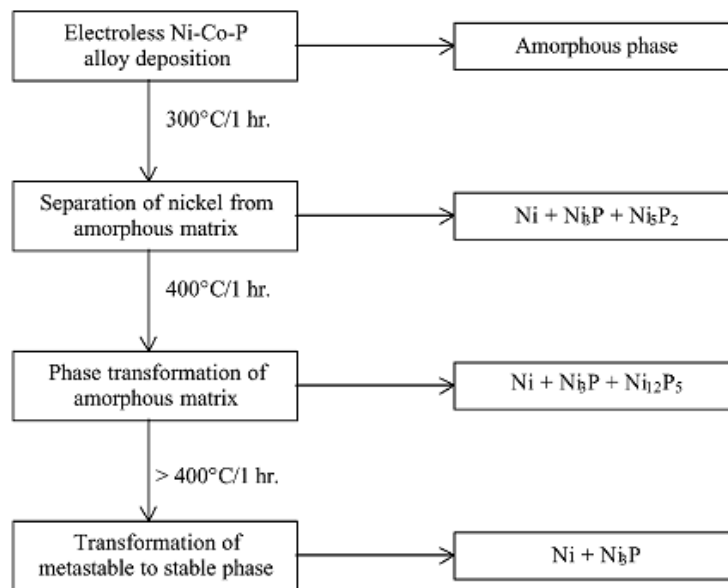 Electroless Ni-Co-P
alloy deposition
Amorphous phase
300°C/1 hr.
Separation of nickel from
amorphous matrix
Ni + Ni₃P + Ni₅P₂
400°C/1 hr.
Phase transformation of
amorphous matrix
Ni + Ni₃P + Ni₁₂P₅
> 400°C/1 hr.
Transformation of
metastable to stable phase
Ni + Ni₃P